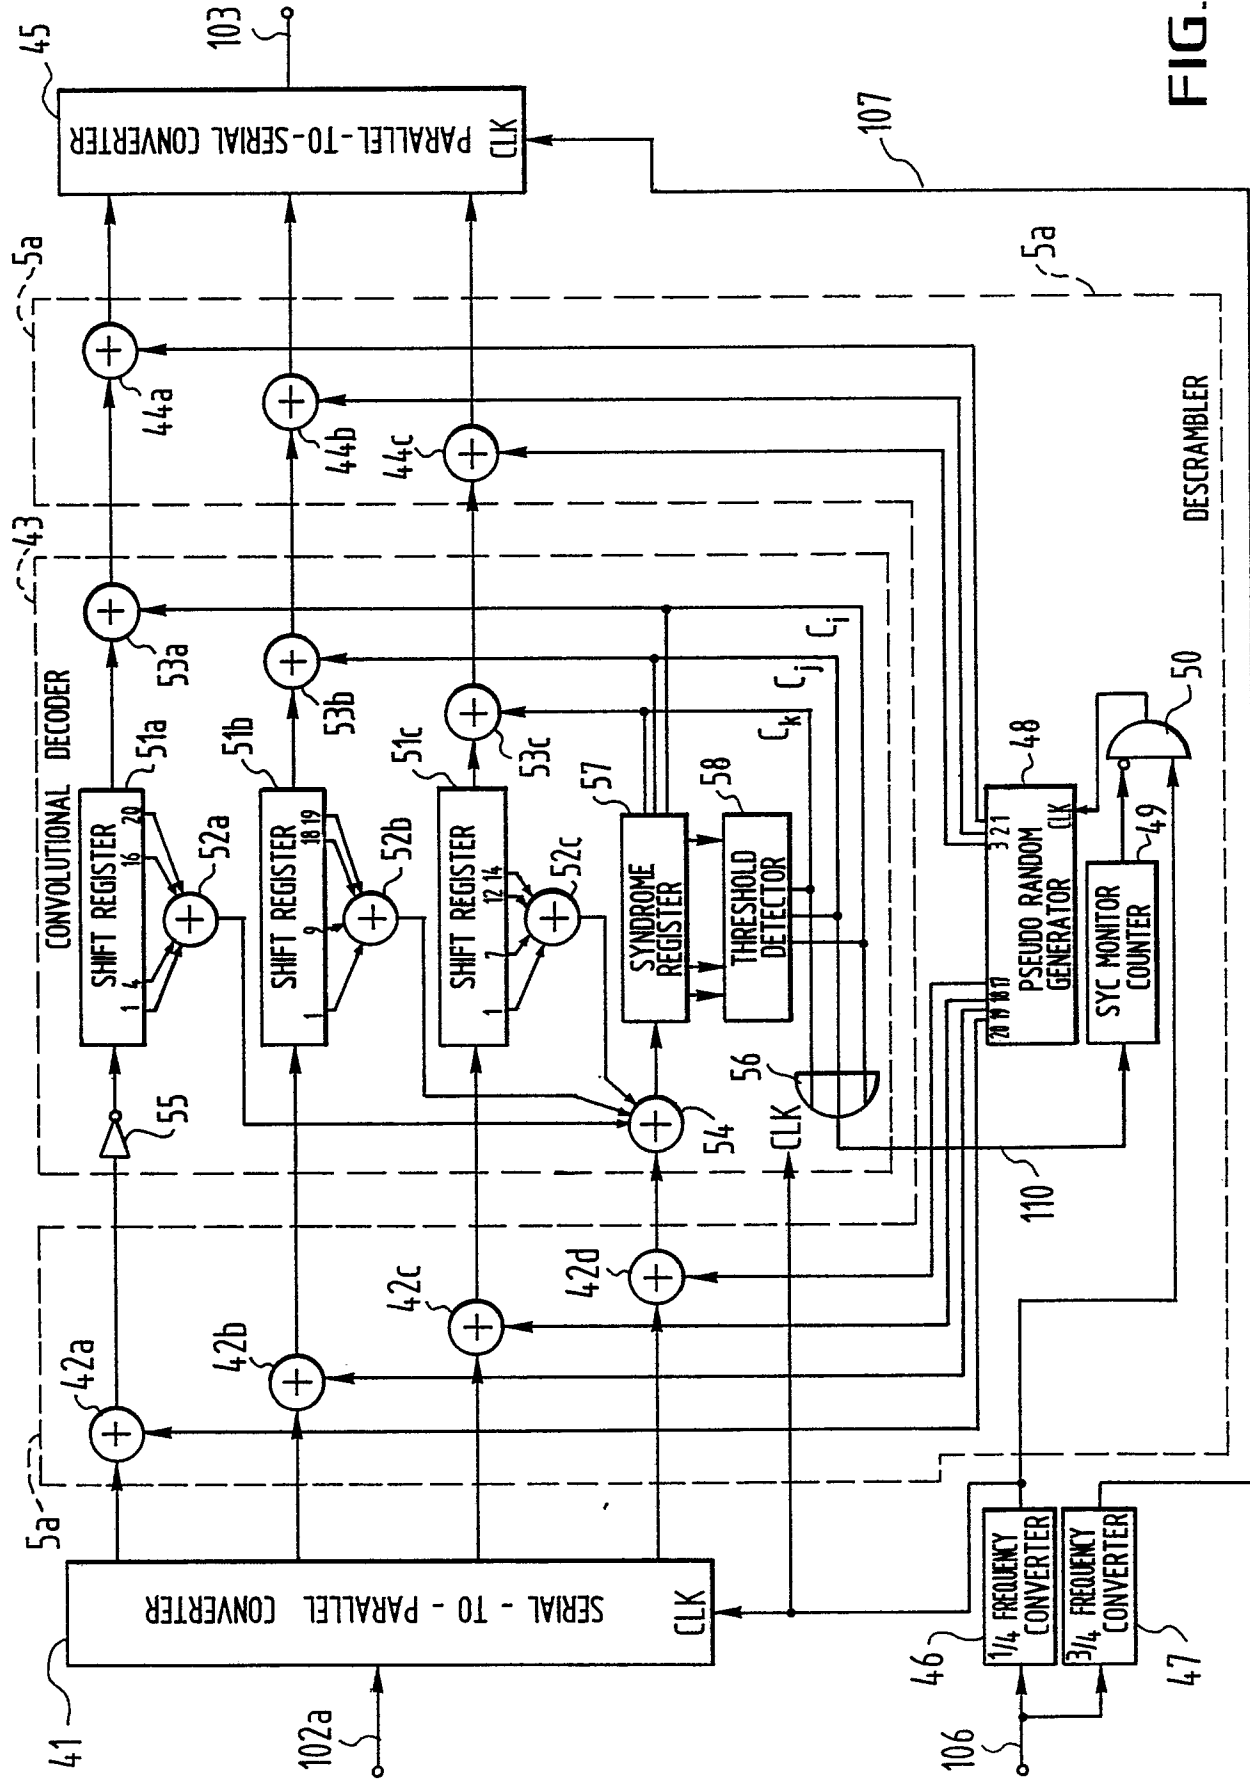 FIG.
45
103
PARALLEL-TO-SERIAL CONVERTER
CLK
107
5a
5a
44a
44b
44c
DESCRAMBLER
43
CONVOLUTIONAL DECODER
53a
53b
53c
Ci
Cj
Ck
SHIFT REGISTER
51a
1 4 16 20
52a
SHIFT REGISTER
51b
1 9 18 19
52b
SHIFT REGISTER
51c
1 7 12 14
52c
SYNDROME
REGISTER
57
THRESHOLD
DETECTOR
58
56
CLK
55
54
110
PSEUDO RANDOM
GENERATOR
48
20 19 18 17
3 2 1
CLK
SYC MONITOR
COUNTER
49
50
42a
42b
42c
42d
5a
SERIAL-TO-PARALLEL CONVERTER
CLK
41
102a
46
1/4 FREQUENCY
CONVERTER
3/4 FREQUENCY
CONVERTER
47
106